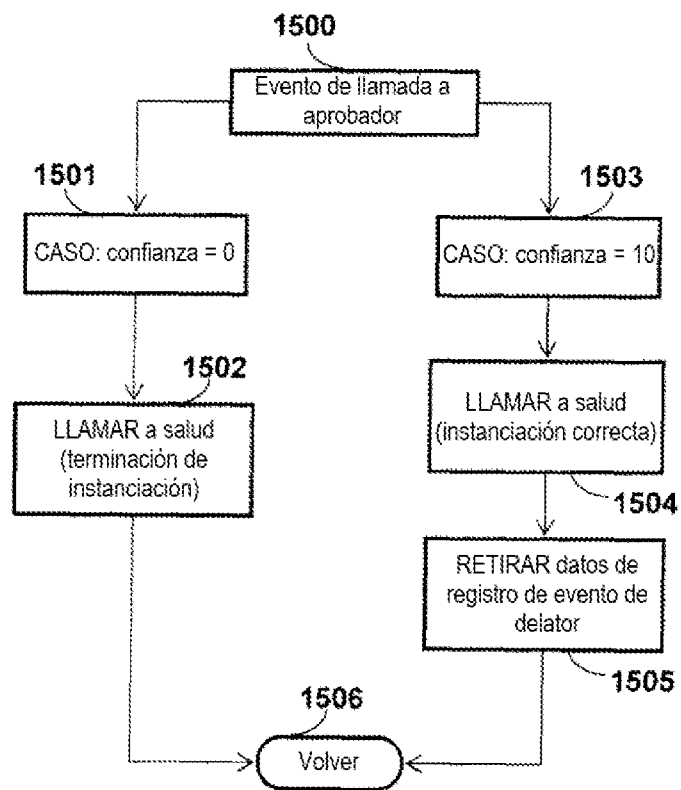 1500
Evento de llamada a
aprobador
1501
CASO: confianza = 0
1503
CASO: confianza = 10
1502
LLAMAR a salud
(terminación de
instanciación)
LLAMAR a salud
(instanciación correcta)
1504
RETIRAR datos de
registro de evento de
delator
1505
1506
Volver